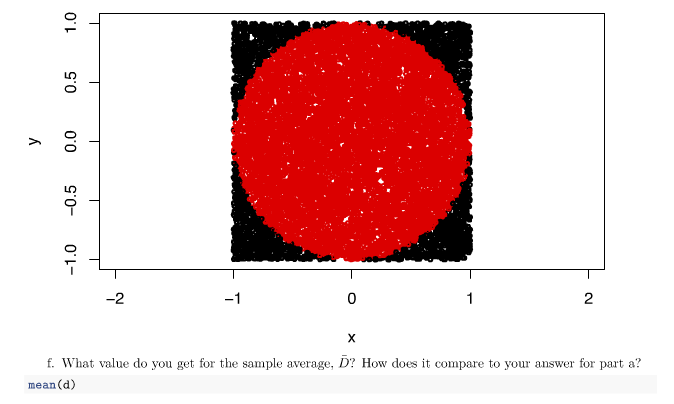 1.0
0.5
0.0
−0.5
−1.0
y
−2 −1 0 1 2
x
f. What value do you get for the sample average, D̄? How does it compare to your answer for part a?
mean(d)